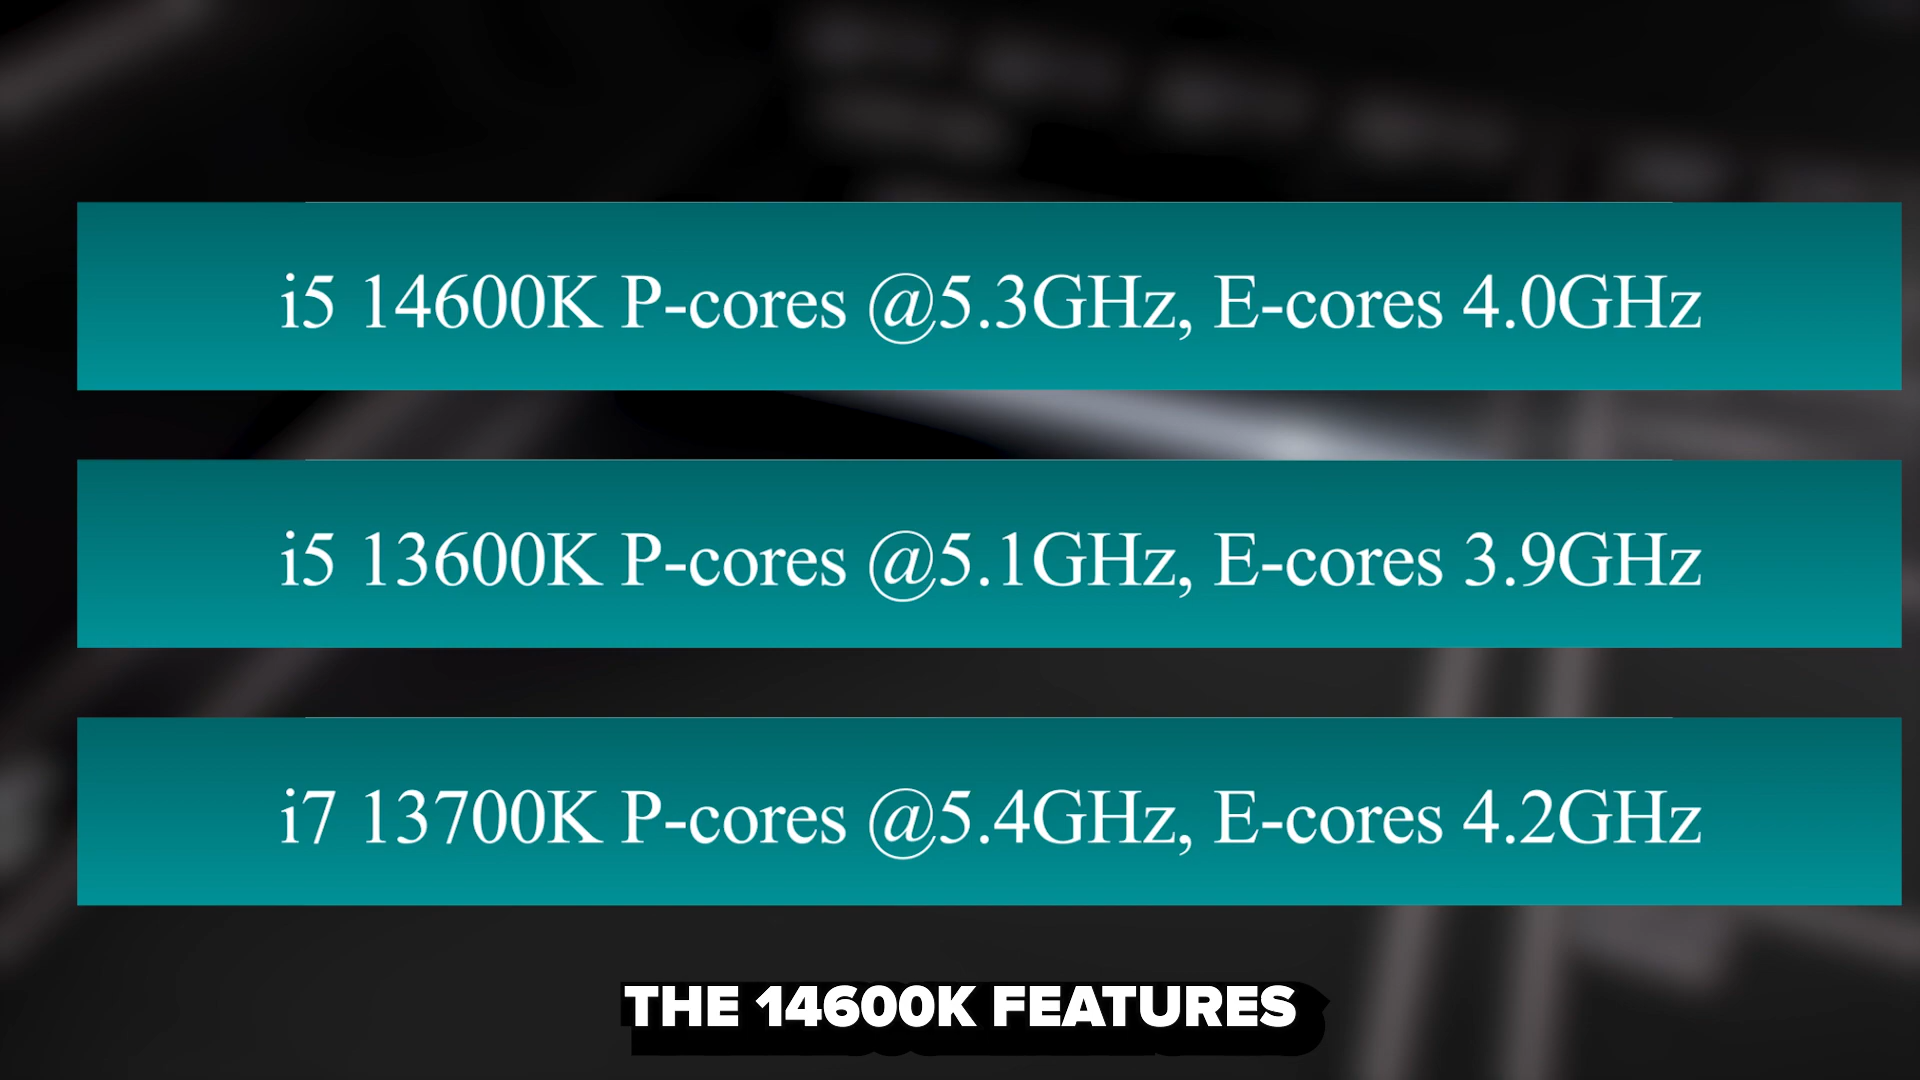 i5 14600K P-cores @5.3GHz, E-cores 4.0GHz
i5 13600K P-cores @5.1GHz, E-cores 3.9GHz
i7 13700K P-cores @5.4GHz, E-cores 4.2GHz
THE 14600K FEATURES